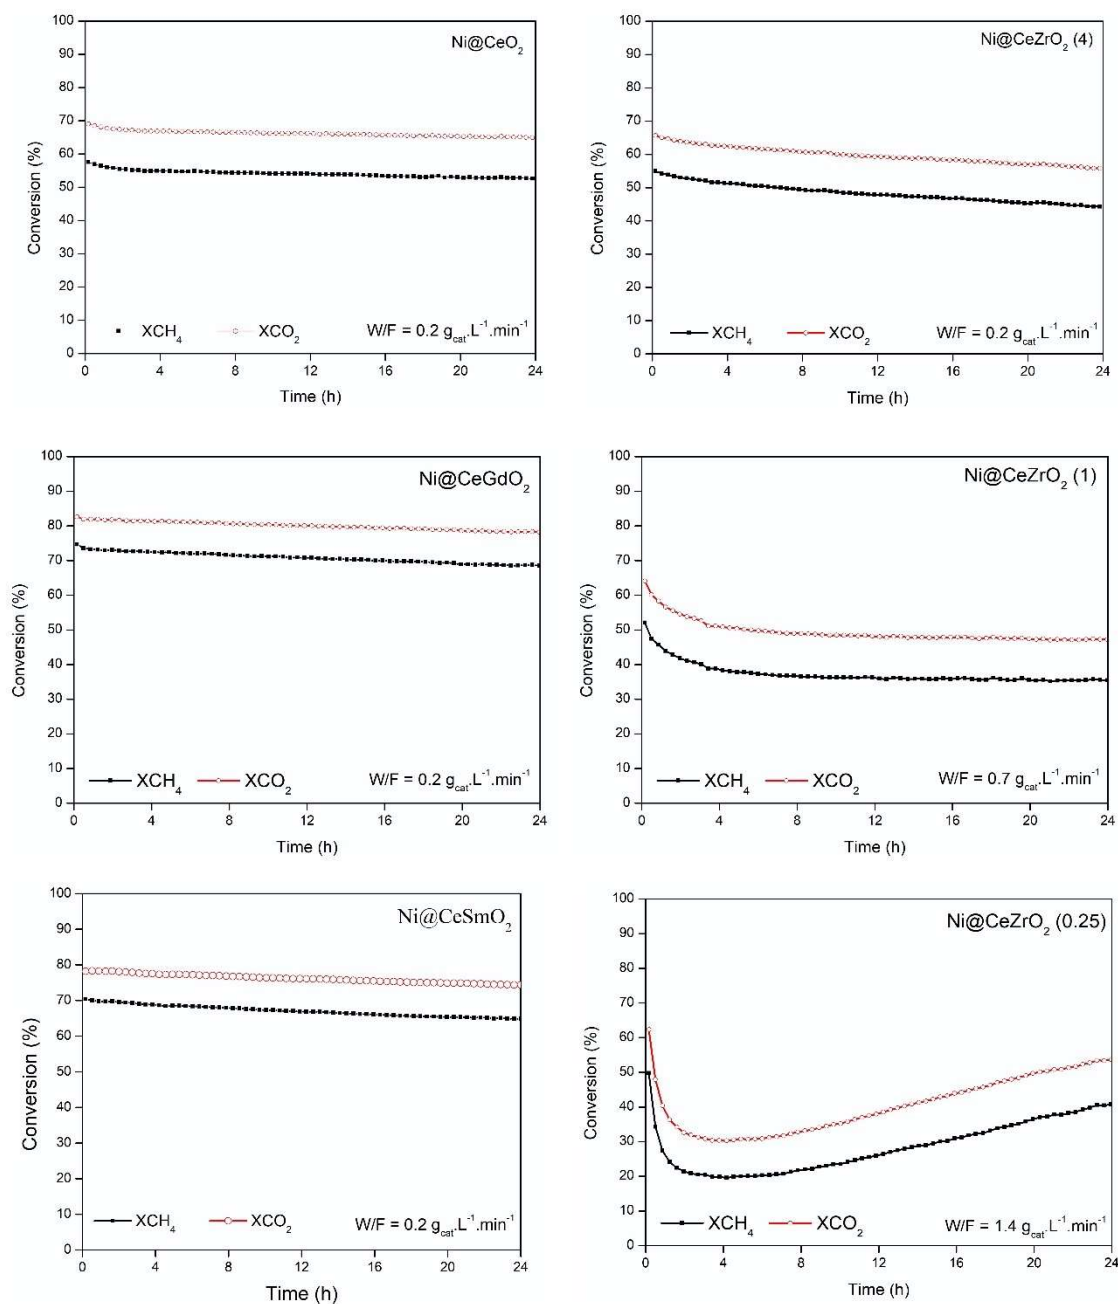 100
90
80
70
60
50
40
30
20
10
0
Conversion (%)
Ni@CeO₂
XCH₄ XCO₂ W/F = 0.2 g_cat.L⁻¹.min⁻¹
0 4 8 12 16 20 24
Time (h)
100
90
80
70
60
50
40
30
20
10
0
Conversion (%)
Ni@CeZrO₂ (4)
XCH₄ XCO₂ W/F = 0.2 g_cat.L⁻¹.min⁻¹
0 4 8 12 16 20 24
Time (h)
100
90
80
70
60
50
40
30
20
10
0
Conversion (%)
Ni@CeGdO₂
XCH₄ XCO₂ W/F = 0.2 g_cat.L⁻¹.min⁻¹
0 4 8 12 16 20 24
Time (h)
100
90
80
70
60
50
40
30
20
10
0
Conversion (%)
Ni@CeZrO₂ (1)
XCH₄ XCO₂ W/F = 0.7 g_cat.L⁻¹.min⁻¹
0 4 8 12 16 20 24
Time (h)
100
90
80
70
60
50
40
30
20
10
0
Conversion (%)
Ni@CeSmO₂
XCH₄ XCO₂ W/F = 0.2 g_cat.L⁻¹.min⁻¹
0 4 8 12 16 20 24
Time (h)
100
90
80
70
60
50
40
30
20
10
0
Conversion (%)
Ni@CeZrO₂ (0.25)
XCH₄ XCO₂ W/F = 1.4 g_cat.L⁻¹.min⁻¹
0 4 8 12 16 20 24
Time (h)